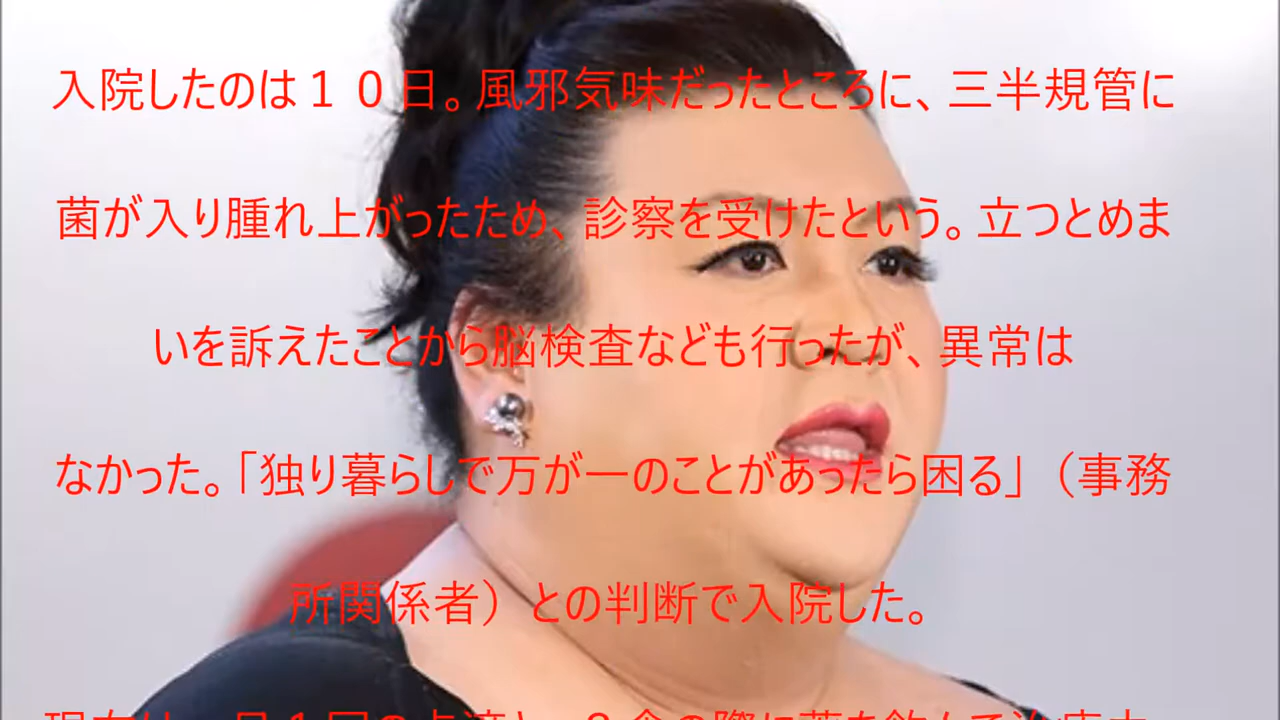 入院したのは１０日。風邪気味だったところに、三半規管に
菌が入り腫れ上がったため、診察を受けたという。立つとめま
いを訴えたことから脳検査なども行ったが、異常は
なかった。「独り暮らしで万が一のことがあったら困る」（事務
所関係者）との判断で入院した。